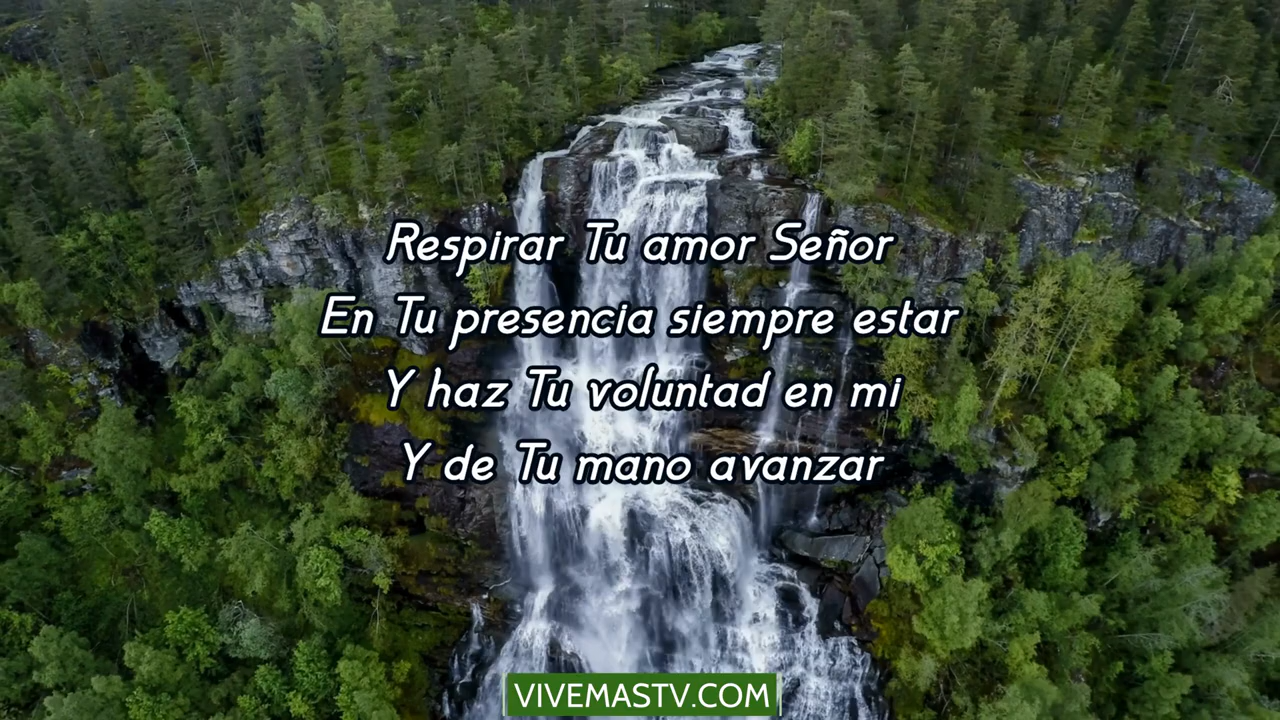 Respirar Tu amor Señor
En Tu presencia siempre estar
Y haz Tu voluntad en mi
Y de Tu mano avanzar
VIVEMASTV.COM